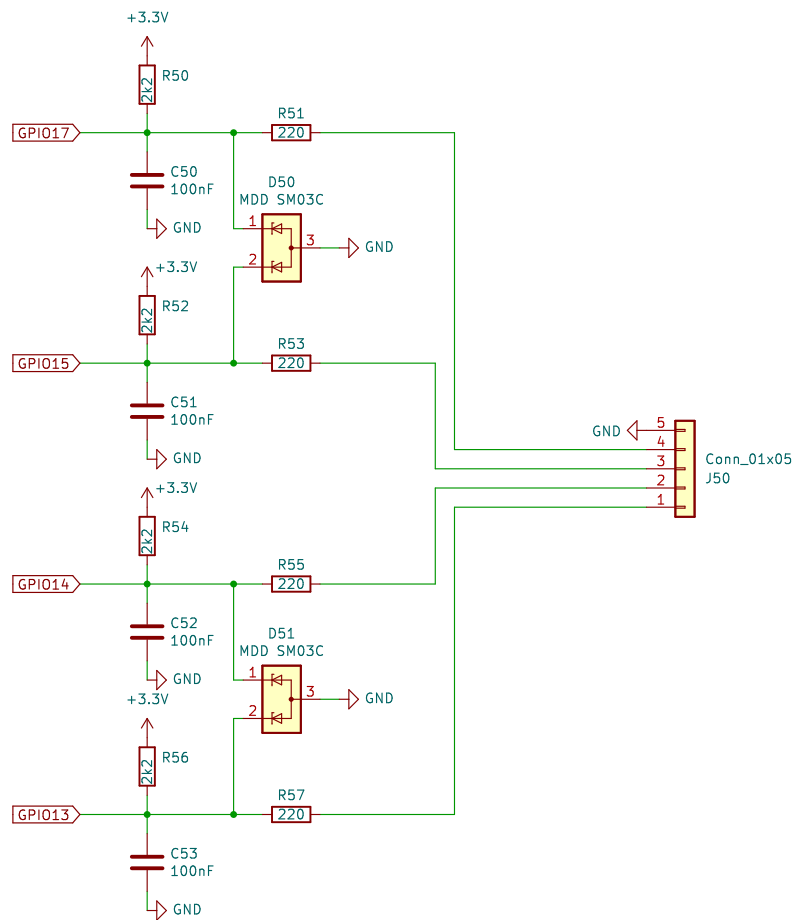 +3.3V
R50
2k2
GPIO17
R51
220
C50
100nF
GND
D50
MDD SM03C
1
2
3
GND
+3.3V
R52
2k2
GPIO15
R53
220
C51
100nF
GND
GND
5
4
3
2
1
Conn_01x05
J50
+3.3V
R54
2k2
GPIO14
R55
220
C52
100nF
GND
D51
MDD SM03C
1
2
3
GND
+3.3V
R56
2k2
GPIO13
R57
220
C53
100nF
GND